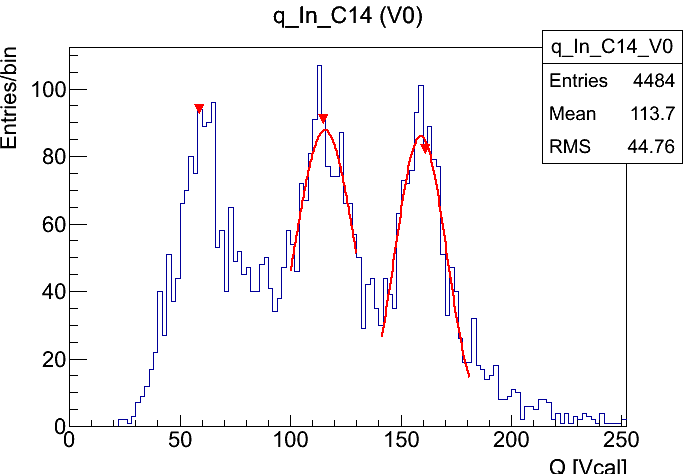 q_In_C14 (V0)
q_In_C14_V0
Entries 4484
Mean 113.7
RMS 44.76
Entries/bin
100
80
60
40
20
0
0 50 100 150 200 250
Q [Vcal]